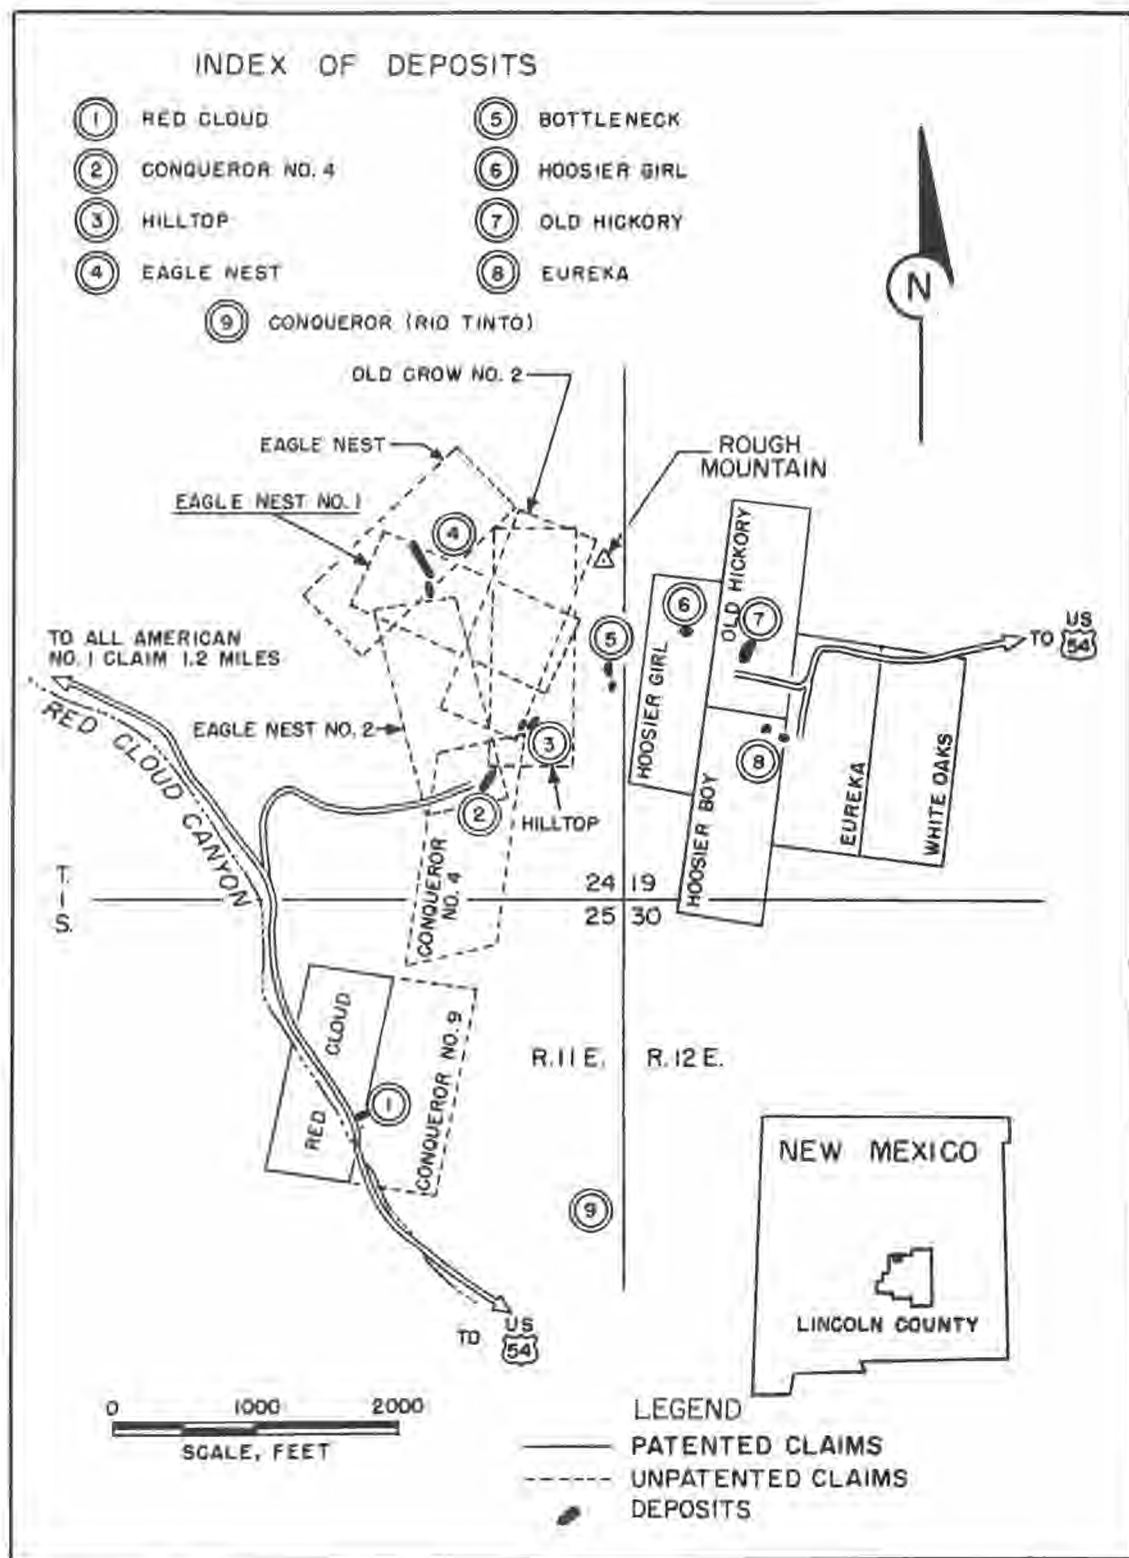 INDEX OF DEPOSITS
1 RED CLOUD
2 CONQUEROR NO. 4
3 HILLTOP
4 EAGLE NEST
5 BOTTLENECK
6 HOOSIER GIRL
7 OLD HICKORY
8 EUREKA
9 CONQUEROR (RIO TINTO)
N
OLD CROW NO. 2
EAGLE NEST
ROUGH
MOUNTAIN
EAGLE NEST NO. 1
4
OLD HICKORY
6
7
5
TO US
54
TO ALL AMERICAN
NO. 1 CLAIM 1.2 MILES
RED CLOUD CANYON
EAGLE NEST NO. 2
HOOSIER GIRL
3
8
2
HILLTOP
HOOSIER BOY
EUREKA
WHITE OAKS
CONQUEROR
NO. 4
T.
1
S.
24 19
25 30
RED CLOUD
CONQUEROR NO. 9
R. 11 E. R. 12 E.
1
9
NEW MEXICO
LINCOLN COUNTY
TO US
54
0 1000 2000
SCALE, FEET
LEGEND
PATENTED CLAIMS
UNPATENTED CLAIMS
DEPOSITS